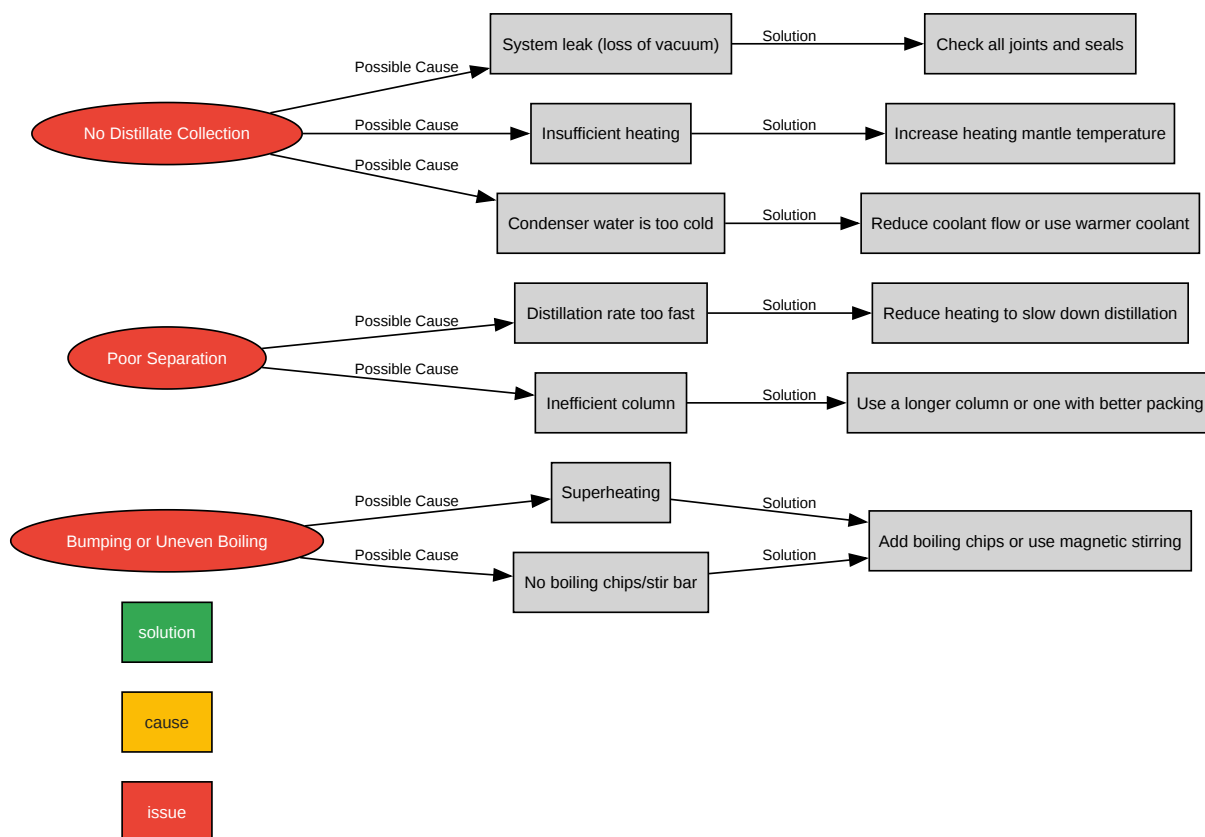 System leak (loss of vacuum)
Solution
Check all joints and seals
Possible Cause
No Distillate Collection
Possible Cause
Insufficient heating
Solution
Increase heating mantle temperature
Possible Cause
Condenser water is too cold
Solution
Reduce coolant flow or use warmer coolant
Distillation rate too fast
Solution
Reduce heating to slow down distillation
Possible Cause
Poor Separation
Possible Cause
Inefficient column
Solution
Use a longer column or one with better packing
Superheating
Possible Cause
Solution
Bumping or Uneven Boiling
Add boiling chips or use magnetic stirring
Possible Cause
Solution
No boiling chips/stir bar
solution
cause
issue